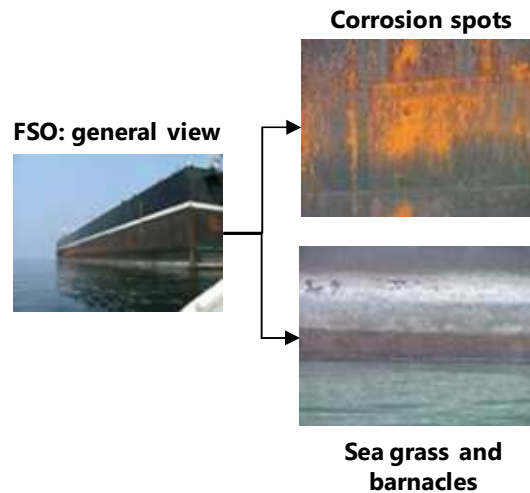 Corrosion spots
FSO: general view
Sea grass and
barnacles